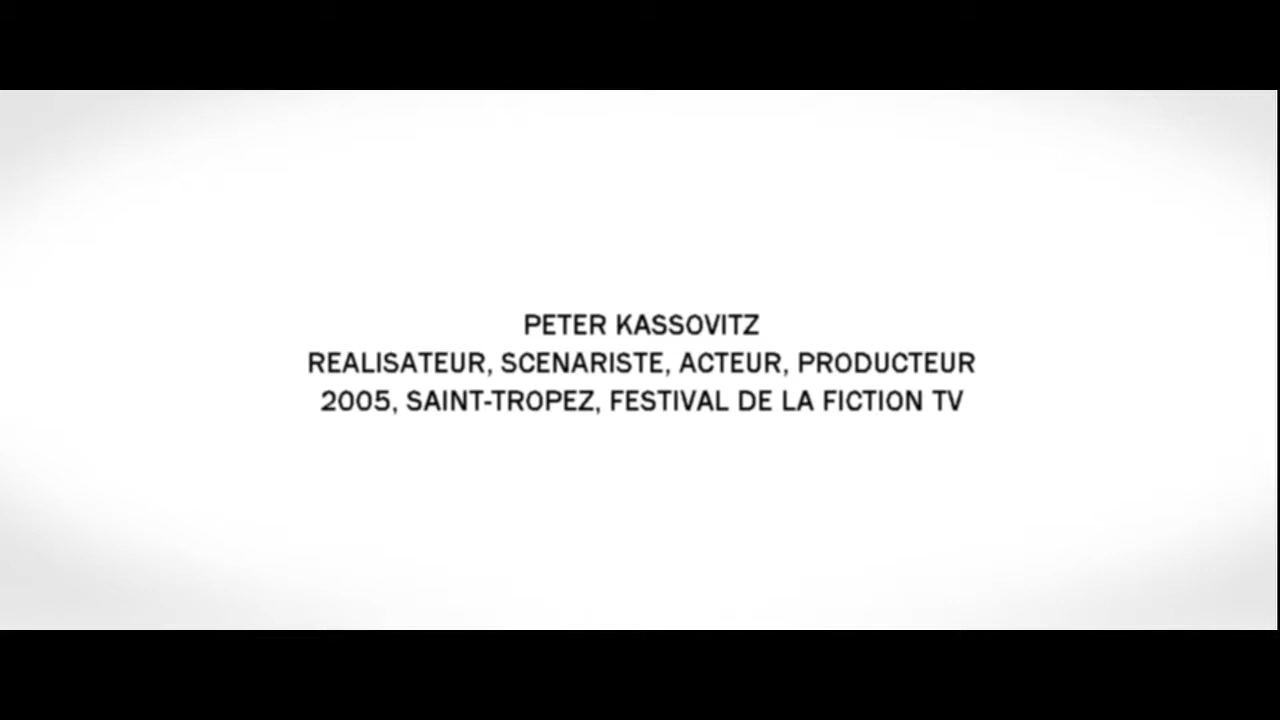 PETER KASSOVITZ
REALISATEUR, SCENARISTE, ACTEUR, PRODUCTEUR
2005, SAINT-TROPEZ, FESTIVAL DE LA FICTION TV